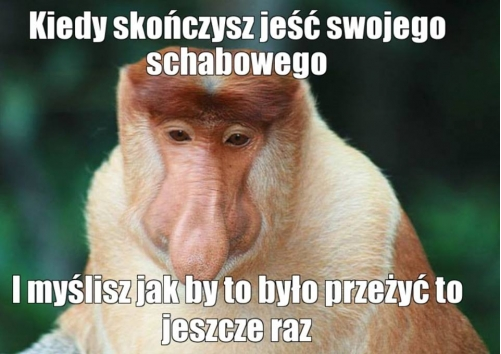 Kiedy skończysz jeść swojego
schabowego
I myślisz jak by to było przeżyć to
jeszcze raz